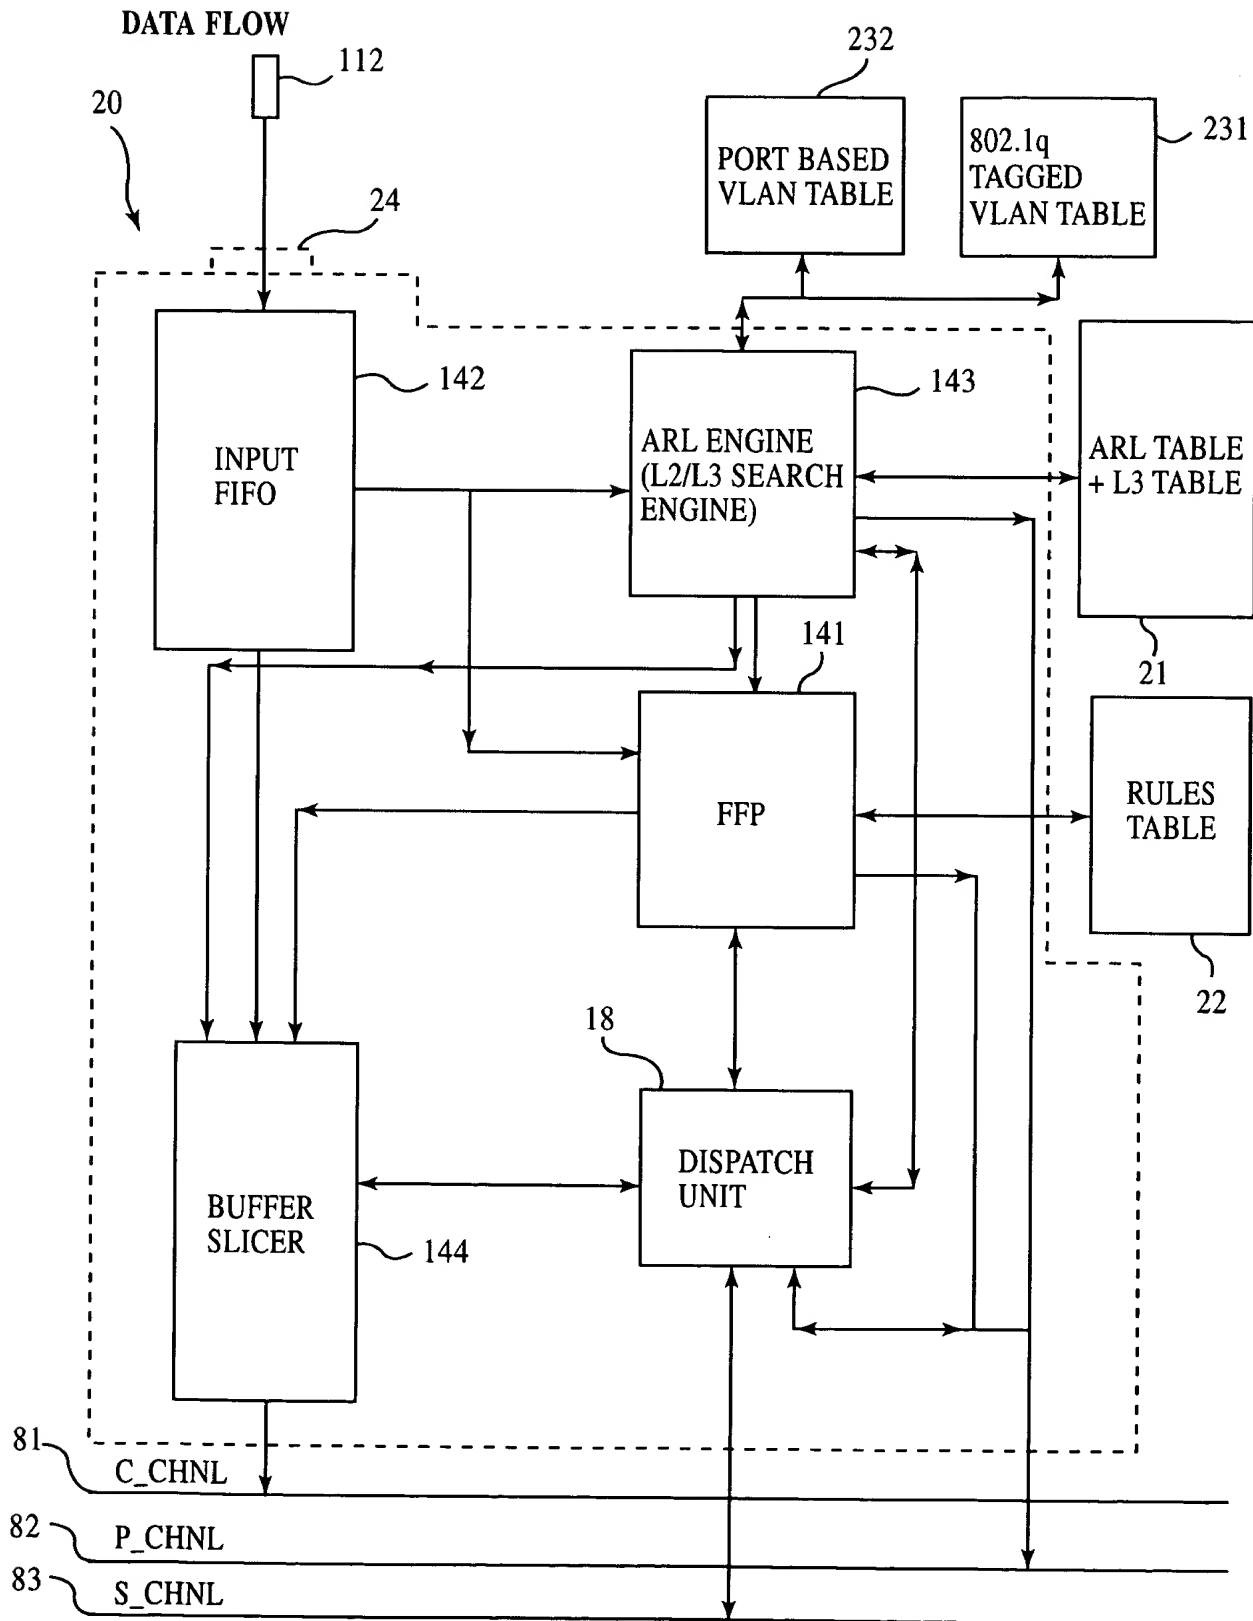 DATA FLOW
112
20
24
232
231
PORT BASED
VLAN TABLE
802.1q
TAGGED
VLAN TABLE
142
143
INPUT
FIFO
ARL ENGINE
(L2/L3 SEARCH
ENGINE)
ARL TABLE
+ L3 TABLE
21
141
FFP
RULES
TABLE
22
18
DISPATCH
UNIT
BUFFER
SLICER
144
81
C_CHNL
82
P_CHNL
83
S_CHNL